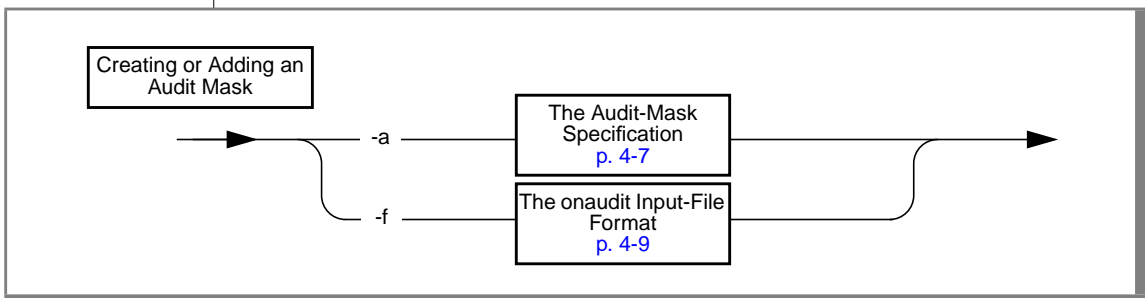 Creating or Adding an
Audit Mask
-a
The Audit-Mask
Specification
p. 4-7
-f
The onaudit Input-File
Format
p. 4-9